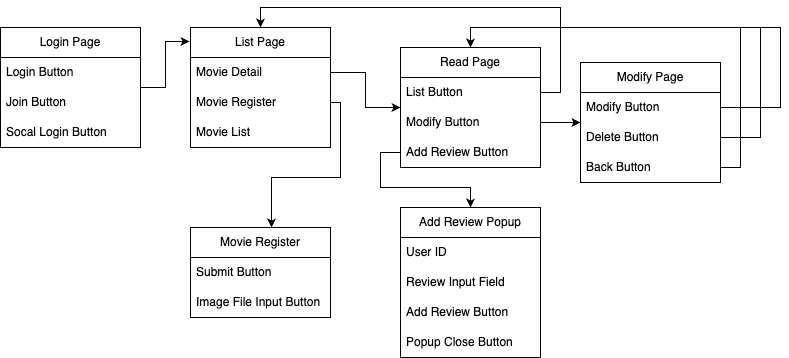 Login Page
Login Button
Join Button
Socal Login Button
List Page
Movie Detail
Movie Register
Movie List
Read Page
List Button
Modify Button
Add Review Button
Modify Page
Modify Button
Delete Button
Back Button
Movie Register
Submit Button
Image File Input Button
Add Review Popup
User ID
Review Input Field
Add Review Button
Popup Close Button